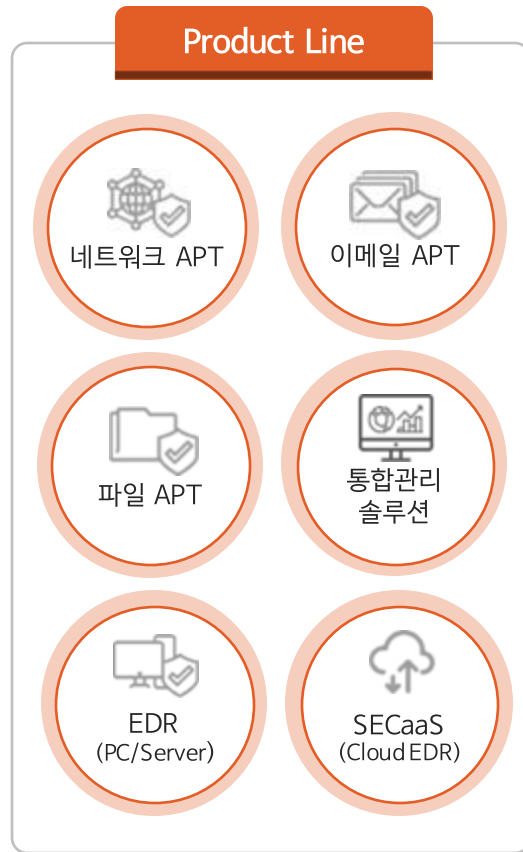 Product Line
네트워크 APT
이메일 APT
파일 APT
통합관리
솔루션
EDR
(PC/Server)
SECaaS
(Cloud EDR)